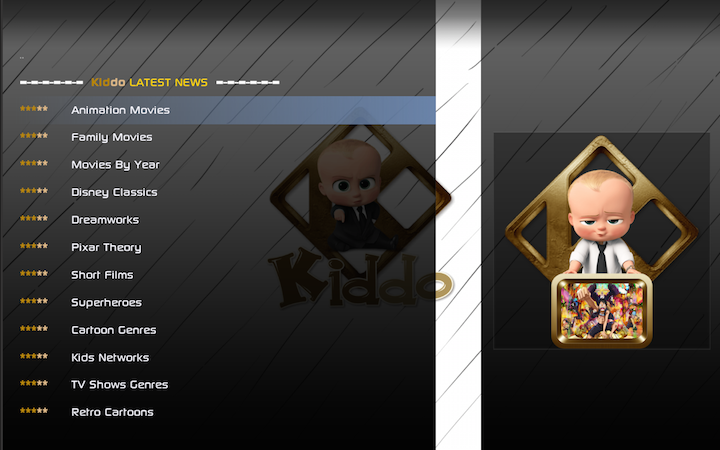 ..
Kiddo LATEST NEWS
***** Animation Movies
***** Family Movies
***** Movies By Year
***** Disney Classics
***** Dreamworks
***** Pixar Theory
***** Short Films
***** Superheroes
***** Cartoon Genres
***** Kids Networks
***** TV Shows Genres
***** Retro Cartoons
Kiddo